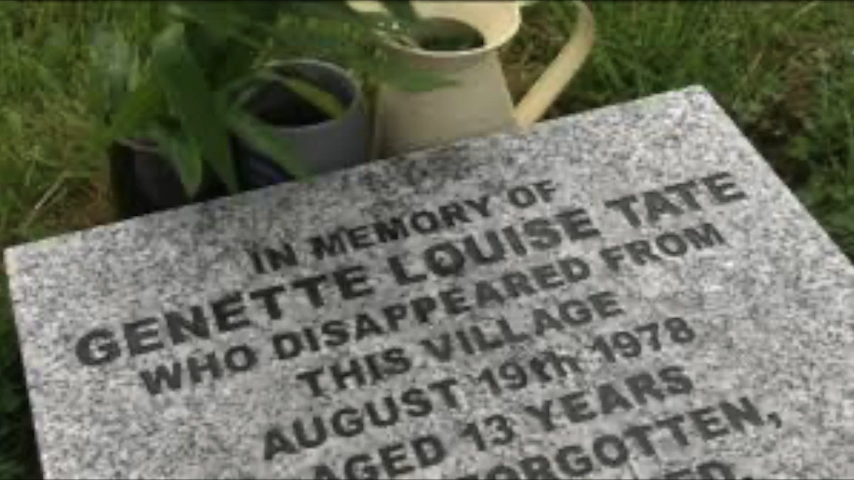 IN MEMORY OF
GENETTE LOUISE TATE
WHO DISAPPEARED FROM
THIS VILLAGE
AUGUST 19th 1978
AGED 13 YEARS
FORGOTTEN,